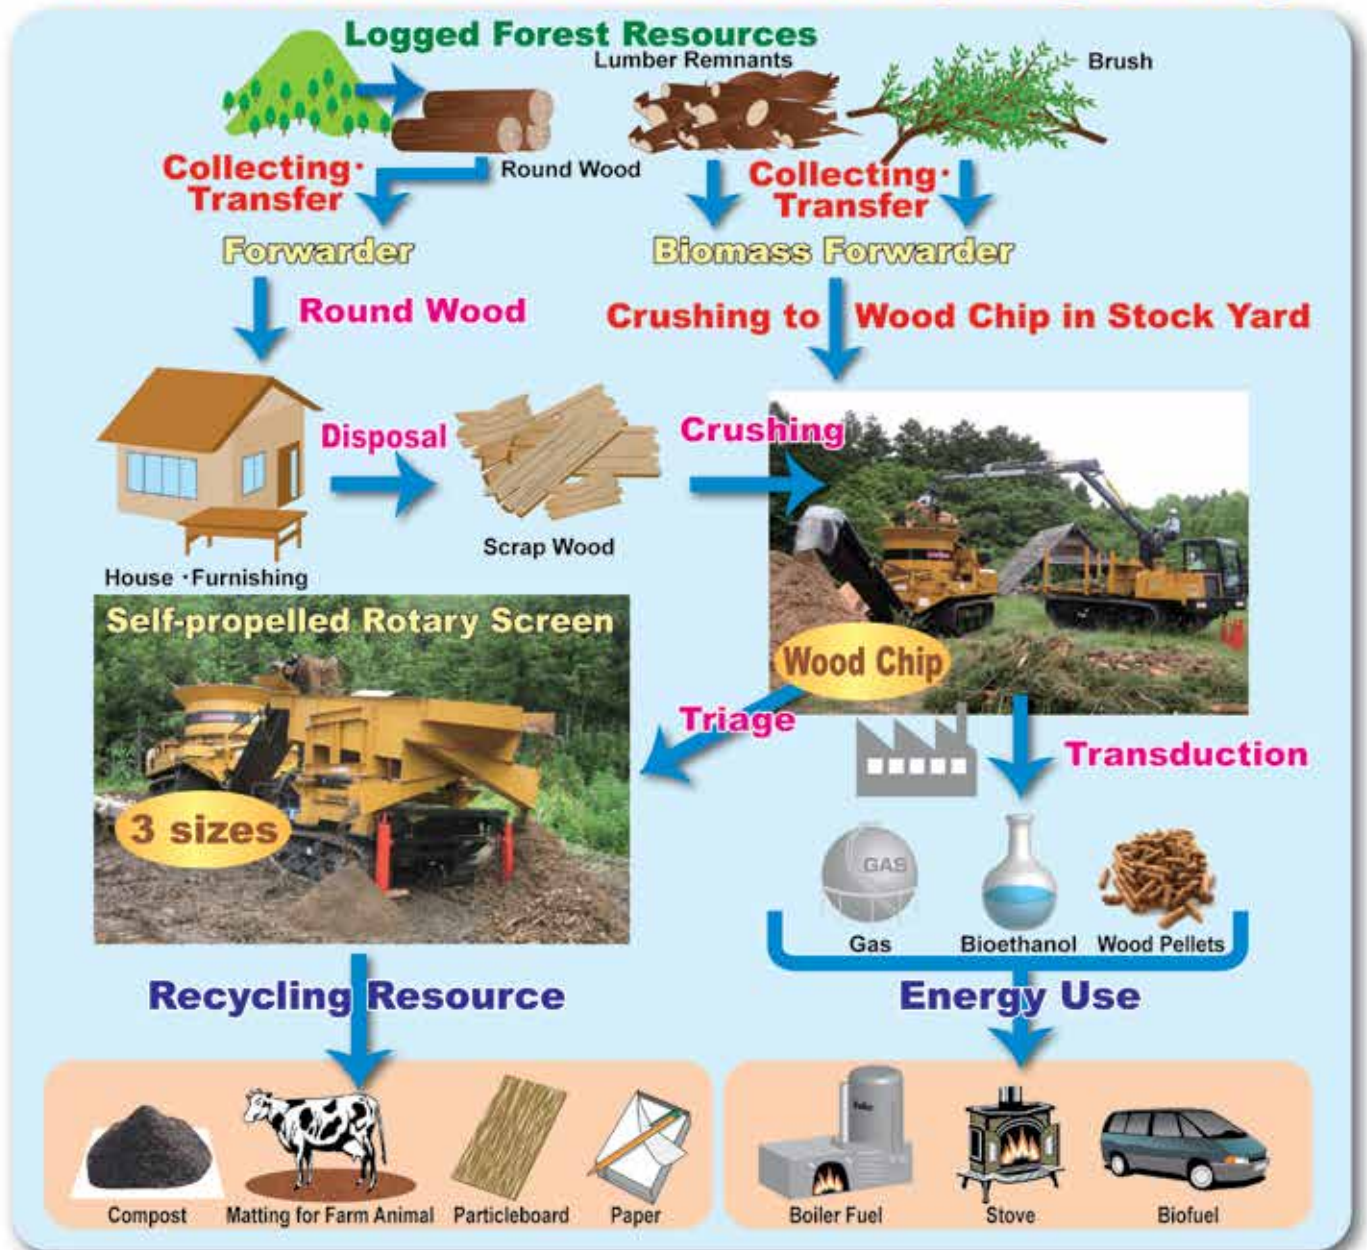 Logged Forest Resources
Lumber Remnants
Brush
Round Wood
Collecting・
Transfer
Collecting・
Transfer
Forwarder
Biomass Forwarder
Round Wood
Crushing to Wood Chip in Stock Yard
Disposal
Crushing
Scrap Wood
House ・Furnishing
Self-propelled Rotary Screen
Wood Chip
Triage
Transduction
3 sizes
GAS
Gas
Bioethanol
Wood Pellets
Recycling Resource
Energy Use
Compost
Matting for Farm Animal
Particleboard
Paper
Boiler Fuel
Stove
Biofuel